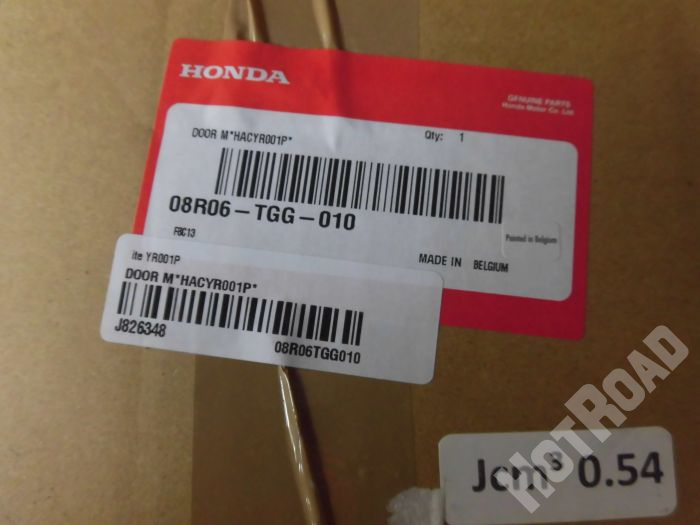 HONDA
GENUINE PARTS
Honda Motor Co. Ltd
DOOR M*HACYR001P*
Qty: 1
08R06-TGG-010
FBC13
Printed in Belgium
MADE IN BELGIUM
ite YR001P
DOOR M*HACYR001P*
J826348
08R06TGG010
Jcm³ 0.54
HOTROAD